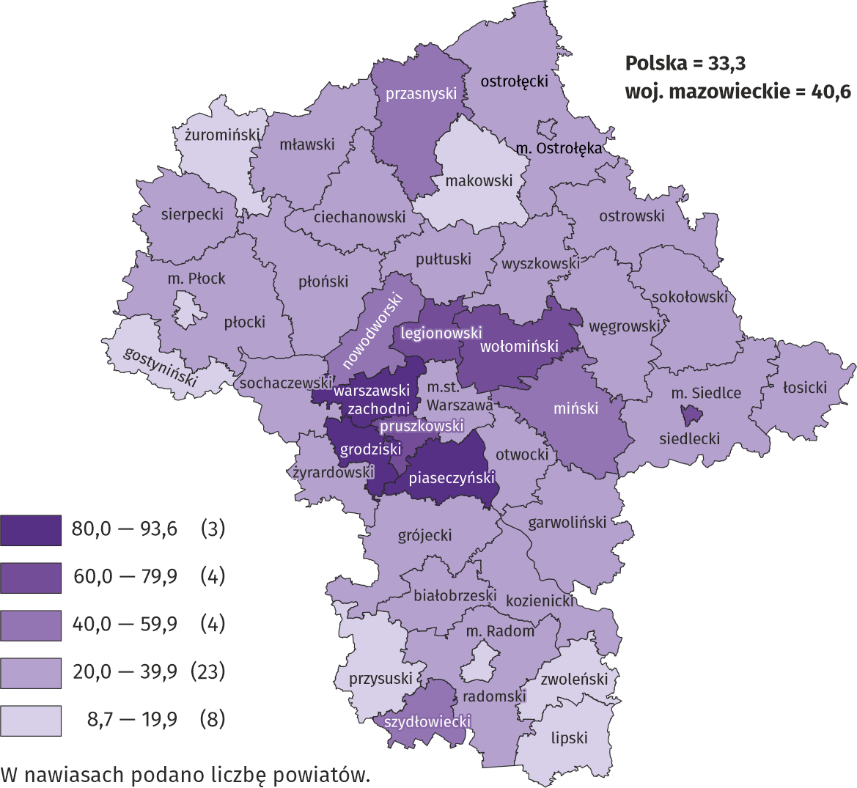 Polska = 33,3
woj. mazowieckie = 40,6
ostrołęcki
przasnyski
żuromiński
mławski
m. Ostrołęka
makowski
sierpecki
ciechanowski
ostrowski
pułtuski
wyszkowski
m. Płock
płoński
sokołowski
płocki
nowodworski
legionowski
węgrowski
wołomiński
gostyniński
sochaczewski
warszawski
zachodni
m.st.
Warszawa
m. Siedlce
łosicki
miński
pruszkowski
siedlecki
grodziski
otwocki
żyrardowski
piaseczyński
garwoliński
grójecki
białobrzeski
kozienicki
m. Radom
przysuski
zwoleński
radomski
szydłowiecki
lipski
80,0 — 93,6 (3)
60,0 — 79,9 (4)
40,0 — 59,9 (4)
20,0 — 39,9 (23)
8,7 — 19,9 (8)
W nawiasach podano liczbę powiatów.